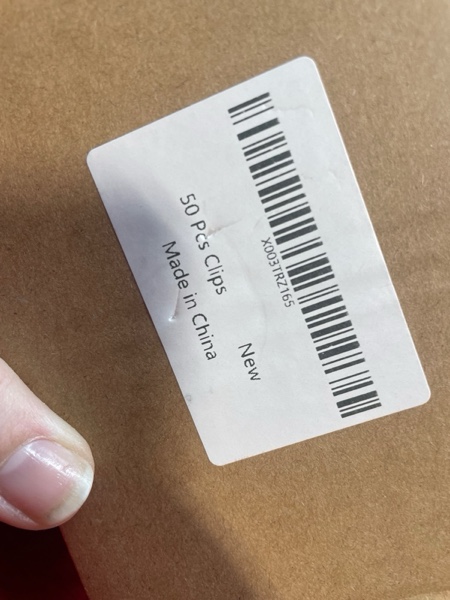 X003TRZ165
New
50 Pcs Clips
Made in China